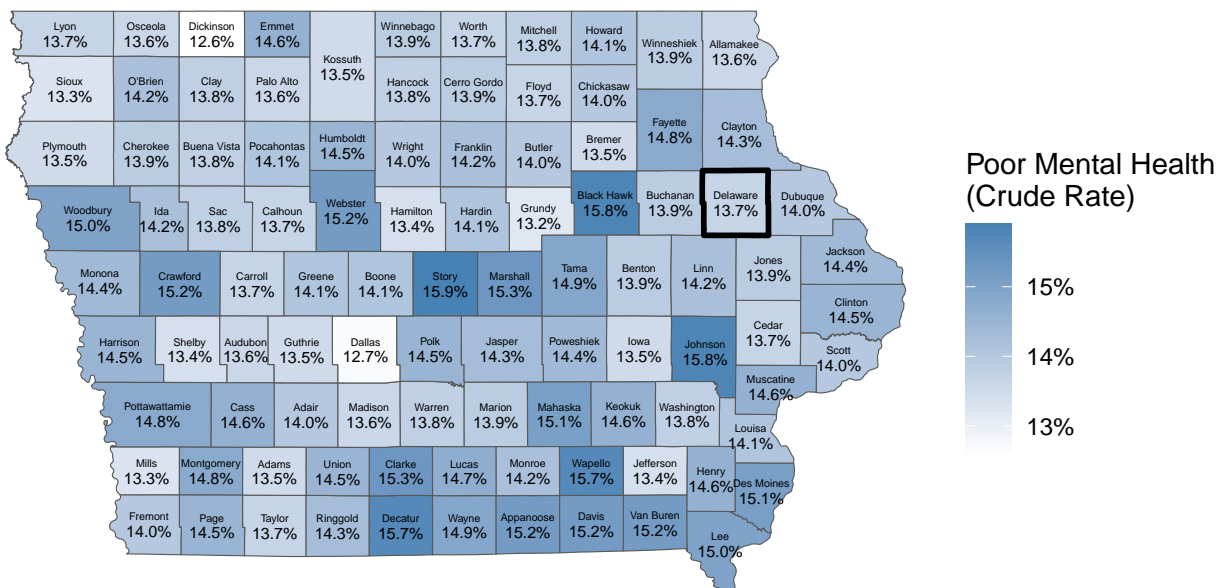 Lyon
13.7%
Osceola
13.6%
Dickinson
12.6%
Emmet
14.6%
Kossuth
13.5%
Winnebago
13.9%
Worth
13.7%
Mitchell
13.8%
Howard
14.1%
Winneshiek
13.9%
Allamakee
13.6%
Sioux
13.3%
O'Brien
14.2%
Clay
13.8%
Palo Alto
13.6%
Hancock
13.8%
Cerro Gordo
13.9%
Floyd
13.7%
Chickasaw
14.0%
Fayette
14.8%
Clayton
14.3%
Plymouth
13.5%
Cherokee
13.9%
Buena Vista
13.8%
Pocahontas
14.1%
Humboldt
14.5%
Wright
14.0%
Franklin
14.2%
Butler
14.0%
Bremer
13.5%
Woodbury
15.0%
Ida
14.2%
Sac
13.8%
Calhoun
13.7%
Webster
15.2%
Hamilton
13.4%
Hardin
14.1%
Grundy
13.2%
Black Hawk
15.8%
Buchanan
13.9%
Delaware
13.7%
Dubuque
14.0%
Monona
14.4%
Crawford
15.2%
Carroll
13.7%
Greene
14.1%
Boone
14.1%
Story
15.9%
Marshall
15.3%
Tama
14.9%
Benton
13.9%
Linn
14.2%
Jones
13.9%
Jackson
14.4%
Clinton
14.5%
Harrison
14.5%
Shelby
13.4%
Audubon
13.6%
Guthrie
13.5%
Dallas
12.7%
Polk
14.5%
Jasper
14.3%
Poweshiek
14.4%
Iowa
13.5%
Johnson
15.8%
Cedar
13.7%
Scott
14.0%
Muscatine
14.6%
Pottawattamie
14.8%
Cass
14.6%
Adair
14.0%
Madison
13.6%
Warren
13.8%
Marion
13.9%
Mahaska
15.1%
Keokuk
14.6%
Washington
13.8%
Louisa
14.1%
Mills
13.3%
Montgomery
14.8%
Adams
13.5%
Union
14.5%
Clarke
15.3%
Lucas
14.7%
Monroe
14.2%
Wapello
15.7%
Jefferson
13.4%
Henry
14.6%
Des Moines
15.1%
Fremont
14.0%
Page
14.5%
Taylor
13.7%
Ringgold
14.3%
Decatur
15.7%
Wayne
14.9%
Appanoose
15.2%
Davis
15.2%
Van Buren
15.2%
Lee
15.0%
Poor Mental Health
(Crude Rate)
15%
14%
13%